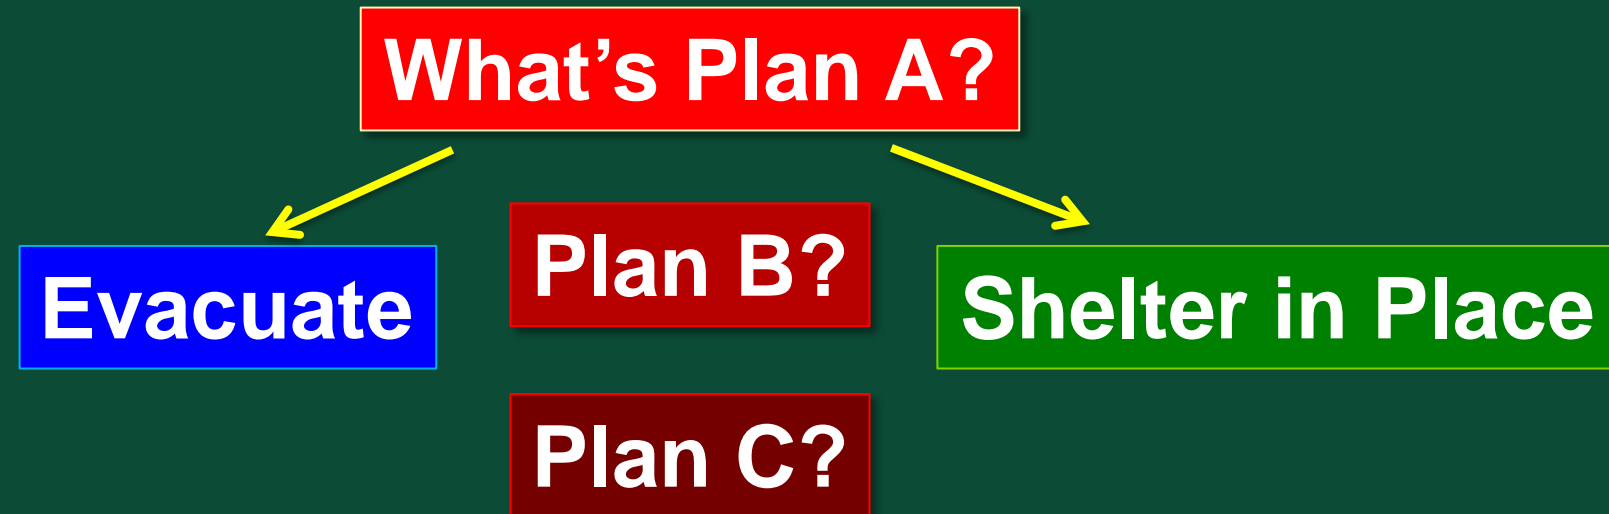 What’s Plan A?
Plan B?
Evacuate
Shelter in Place
Plan C?